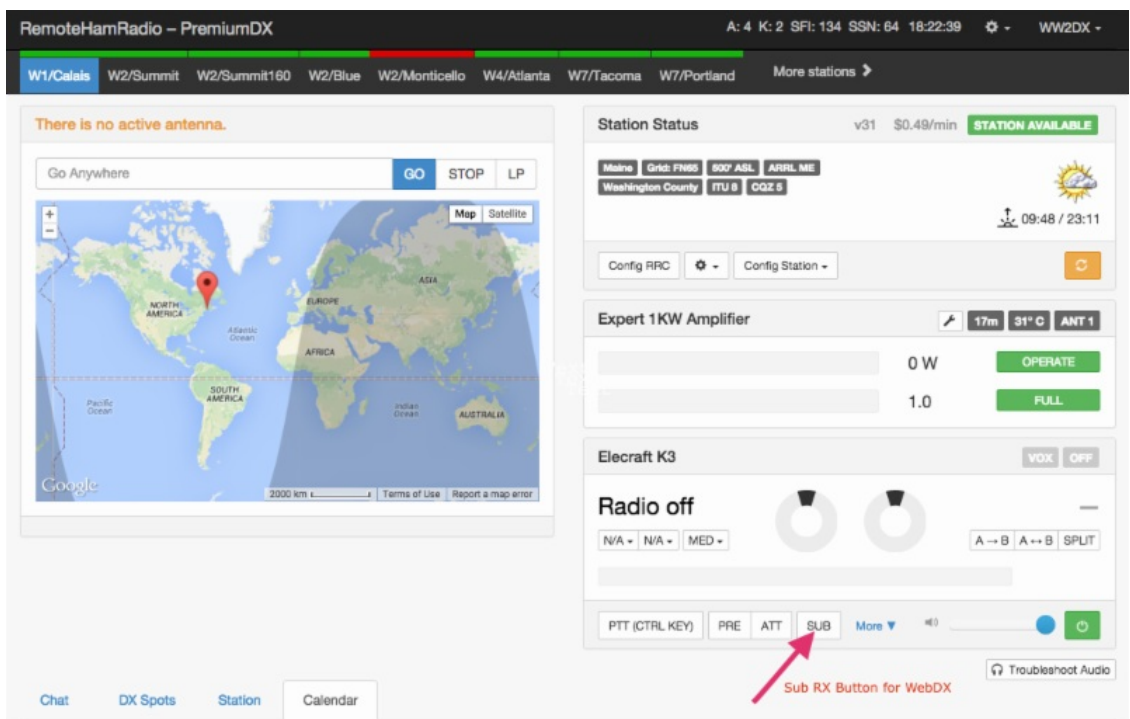 RemoteHamRadio – PremiumDX
A: 4 K: 2 SFI: 134 SSN: 64 18:22:39
WW2DX
W1/Calais W2/Summit W2/Summit160 W2/Blue W2/Monticello W4/Atlanta W7/Tacoma W7/Portland More stations
There is no active antenna.
Go Anywhere GO STOP LP
+
−
Map Satellite
NORTH AMERICA
Atlantic Ocean
EUROPE
ASIA
AFRICA
SOUTH AMERICA
Pacific Ocean
Indian Ocean
AUSTRALIA
Google
2000 km Terms of Use Report a map error
Station Status v31 $0.49/min STATION AVAILABLE
Maine Grid: FN65 500' ASL ARRL ME
Washington County ITU 8 CQZ 5
09:48 / 23:11
Config RRC Config Station
Expert 1KW Amplifier 17m 31° C ANT 1
0 W OPERATE
1.0 FULL
Elecraft K3 VOX OFF
Radio off
N/A N/A MED A → B A ↔ B SPLIT
PTT (CTRL KEY) PRE ATT SUB More ▼
Troubleshoot Audio
Sub RX Button for WebDX
Chat DX Spots Station Calendar